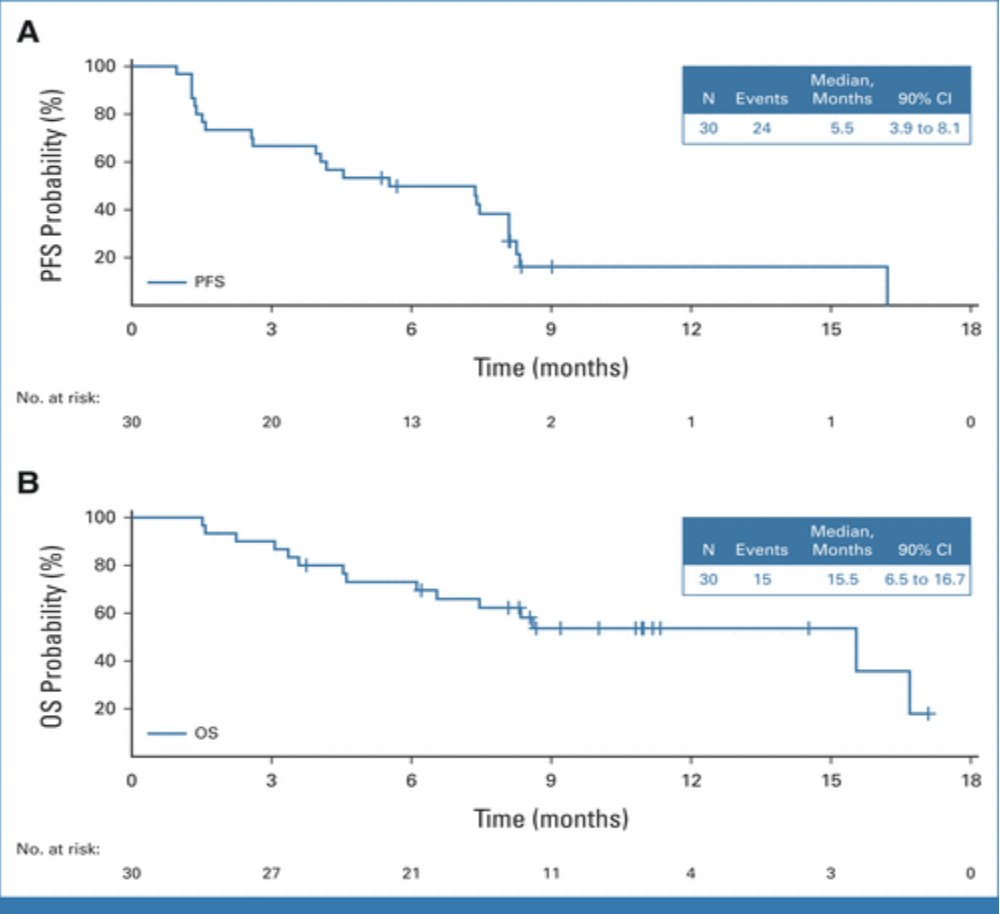 A
PFS Probability (%)
100
80
60
40
20
N Events Median, Months 90% CI
30 24 5.5 3.9 to 8.1
PFS
0 3 6 9 12 15 18
Time (months)
No. at risk:
30 20 13 2 1 1 0
B
OS Probability (%)
100
80
60
40
20
N Events Median, Months 90% CI
30 15 15.5 6.5 to 16.7
OS
0 3 6 9 12 15 18
Time (months)
No. at risk:
30 27 21 11 4 3 0